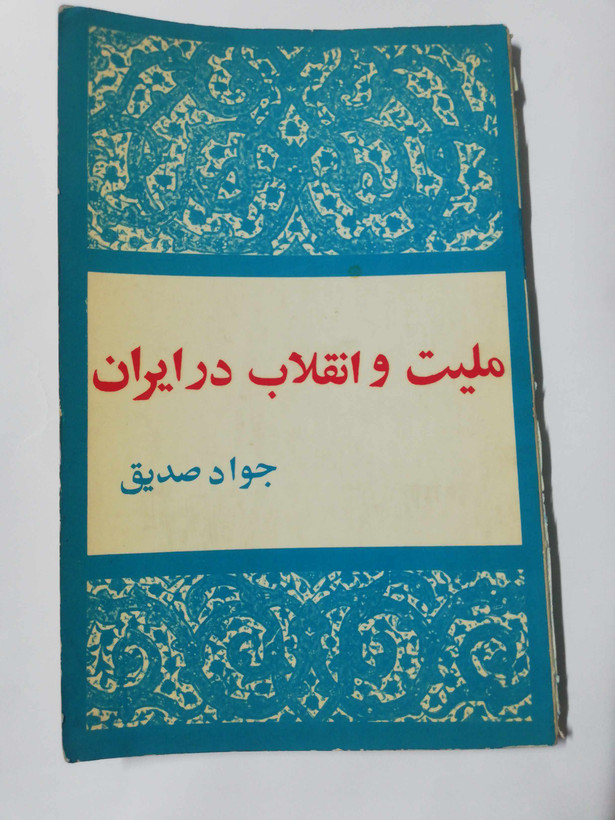 ملیت و انقلاب در ایران
جواد صدیق